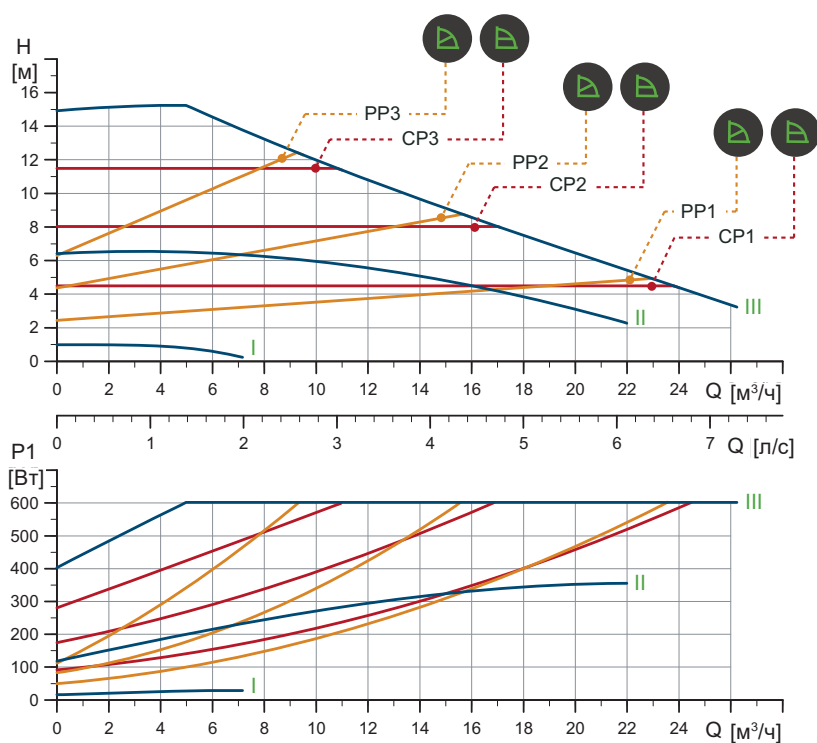 H
[м]
16
14
12
10
8
6
4
2
0
PP3
CP3
PP2
CP2
PP1
CP1
I
II
III
0 2 4 6 8 10 12 14 16 18 20 22 24 Q [м³/ч]
0 1 2 3 4 5 6 7 Q [л/с]
P1
[Вт]
600
500
400
300
200
100
0
III
II
I
0 2 4 6 8 10 12 14 16 18 20 22 24 Q [м³/ч]